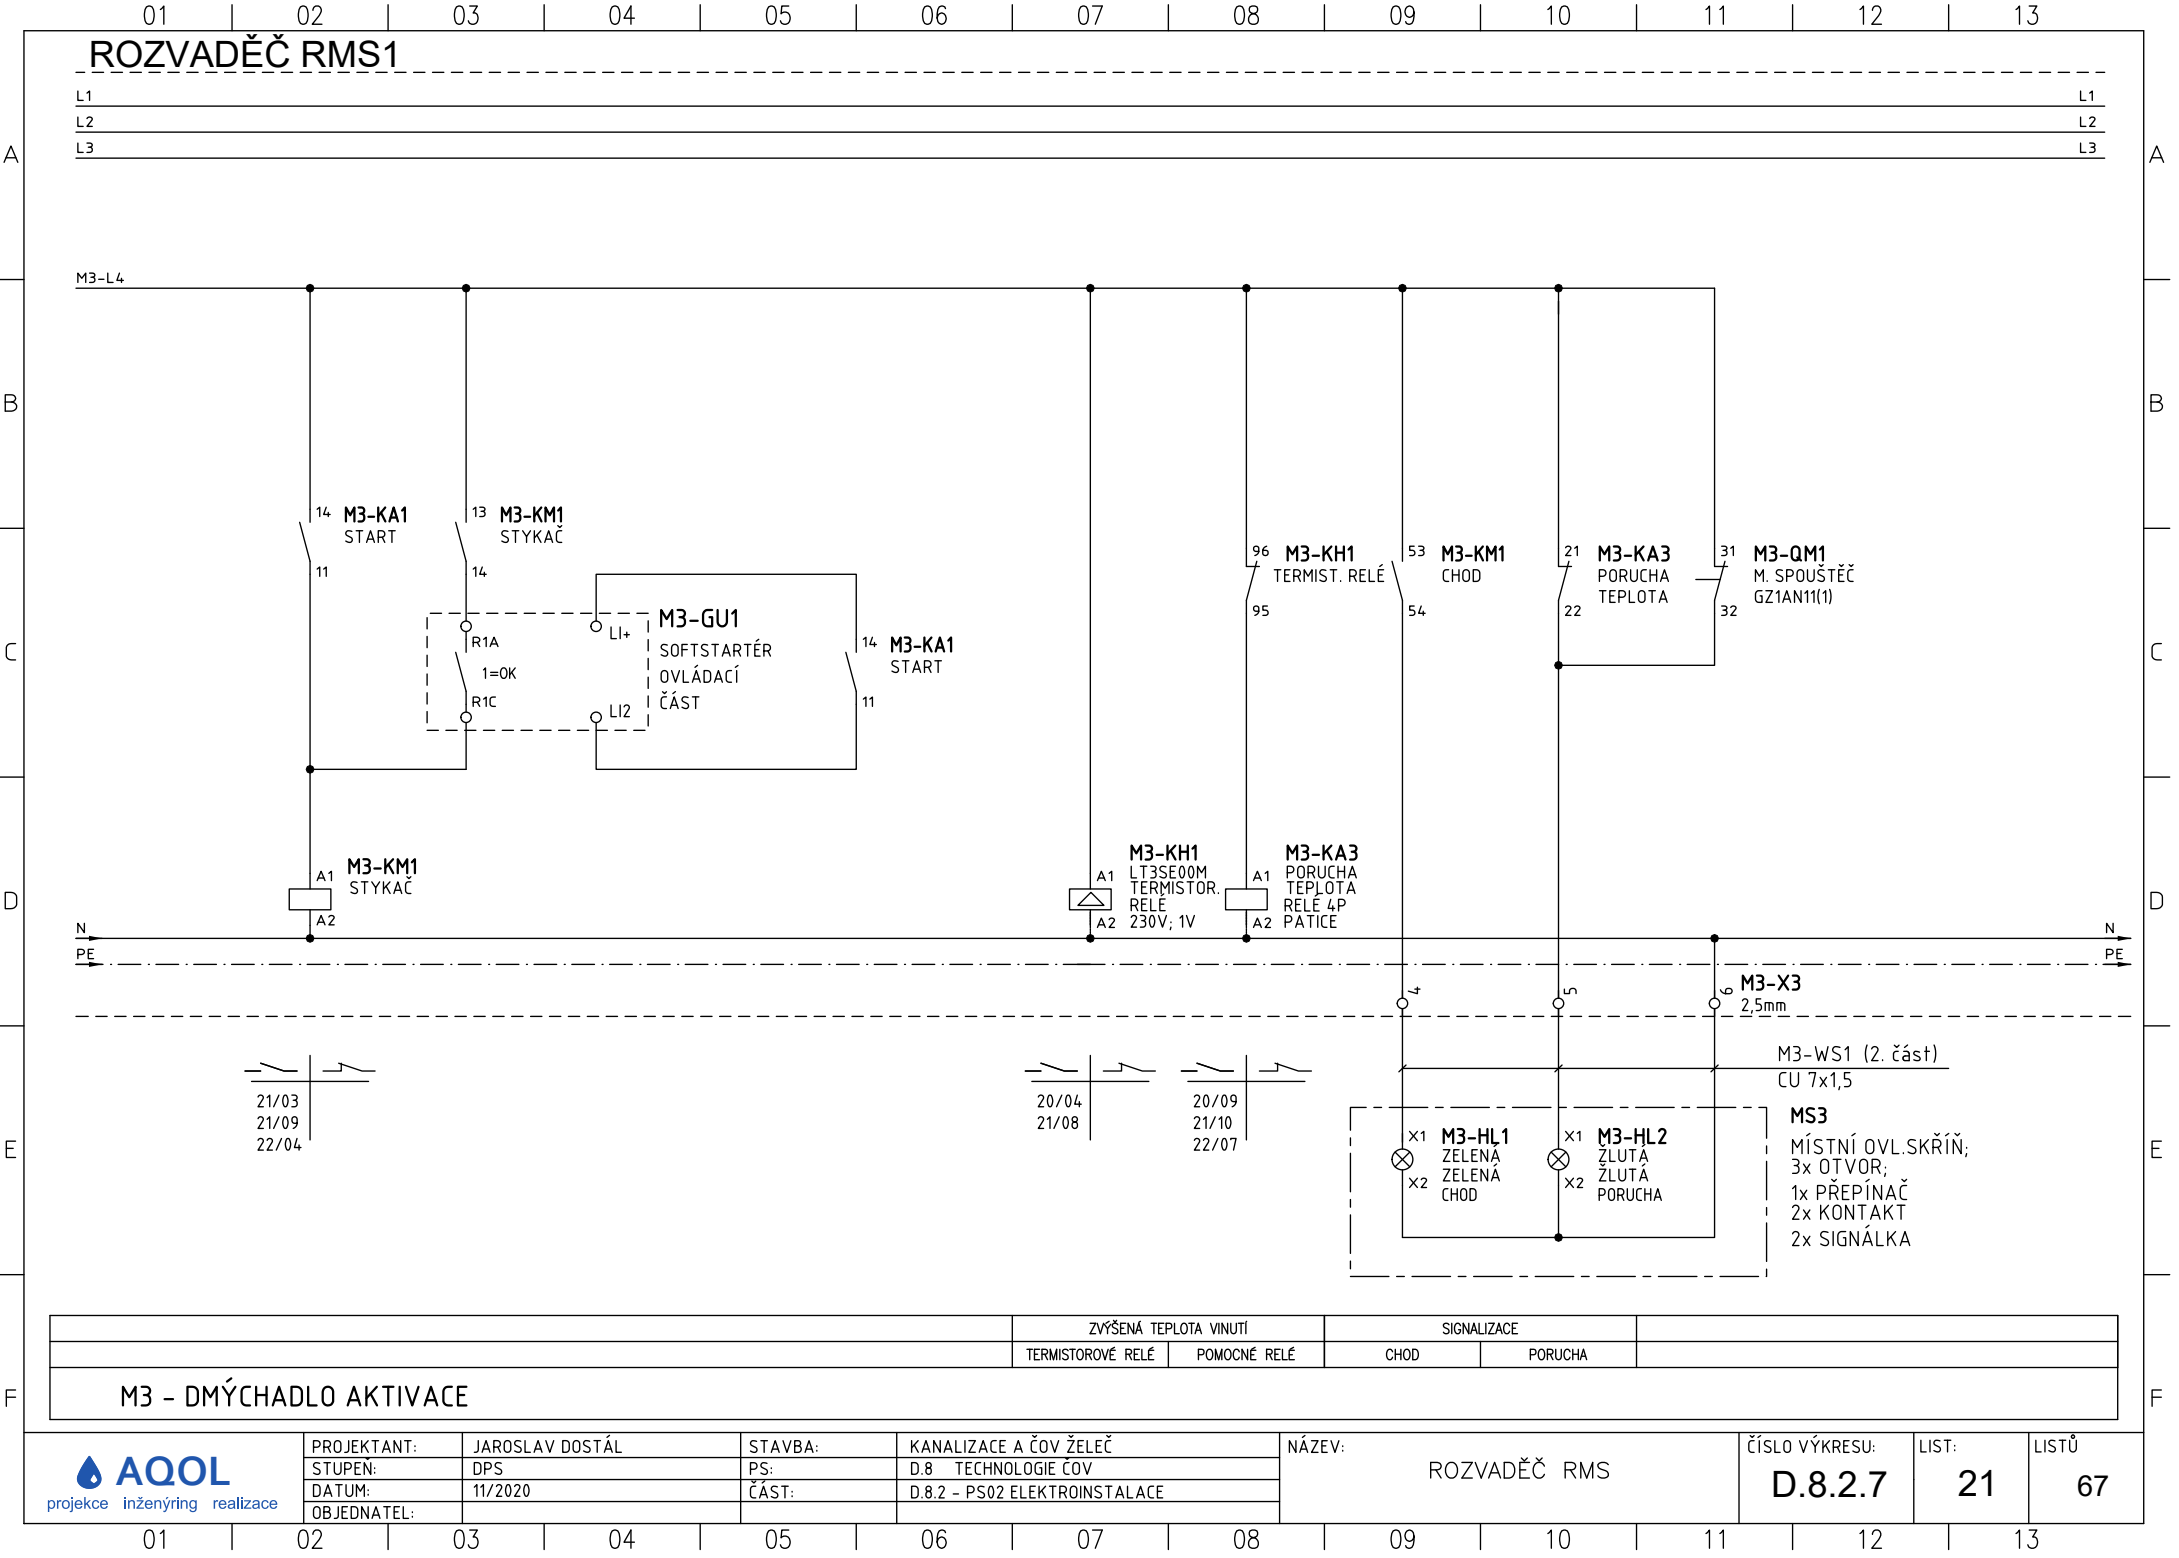 01 02 03 04 05 06 07 08 09 10 11 12 13
ROZVADĚČ RMS1
L1 L1
L2 L2
L3 L3
A A
M3-L4
B B
14 M3-KA1
START
11
13 M3-KM1
STYKAČ
14
96 M3-KH1
TERMIST. RELÉ
95
53 M3-KM1
CHOD
54
21 M3-KA3
PORUCHA
TEPLOTA
22
31 M3-QM1
M. SPOUŠTĚČ
GZ1AN11(1)
32
R1A
1=OK
R1C
LI+
LI2
M3-GU1
SOFTSTARTÉR
OVLÁDACÍ
ČÁST
14 M3-KA1
START
11
C C
A1 M3-KM1
STYKAČ
A2
M3-KH1
A1 LT3SE00M
TERMISTOR.
RELÉ
A2 230V; 1V
M3-KA3
A1 PORUCHA
TEPLOTA
RELÉ 4P
A2 PATICE
D D
N N
PE PE
4 5 6 M3-X3
2,5mm
M3-WS1 (2. část)
CU 7x1,5
21/03
21/09
22/04
20/04
21/08
20/09
21/10
22/07
X1 M3-HL1
ZELENÁ
ZELENÁ
X2 CHOD
X1 M3-HL2
ŽLUTÁ
ŽLUTÁ
X2 PORUCHA
MS3
MÍSTNÍ OVL.SKŘÍŇ;
3x OTVOR;
1x PŘEPÍNAČ
2x KONTAKT
2x SIGNÁLKA
E E
ZVÝŠENÁ TEPLOTA VINUTÍ SIGNALIZACE
TERMISTOROVÉ RELÉ POMOCNÉ RELÉ CHOD PORUCHA
F F
M3 - DMÝCHADLO AKTIVACE
AQOL
projekce inženýring realizace
PROJEKTANT: JAROSLAV DOSTÁL
STUPEŇ: DPS
DATUM: 11/2020
OBJEDNATEL:
STAVBA: KANALIZACE A ČOV ŽELEČ
PS: D.8 TECHNOLOGIE ČOV
ČÁST: D.8.2 - PS02 ELEKTROINSTALACE
NÁZEV:
ROZVADĚČ RMS
ČÍSLO VÝKRESU:
D.8.2.7
LIST:
21
LISTŮ
67
01 02 03 04 05 06 07 08 09 10 11 12 13